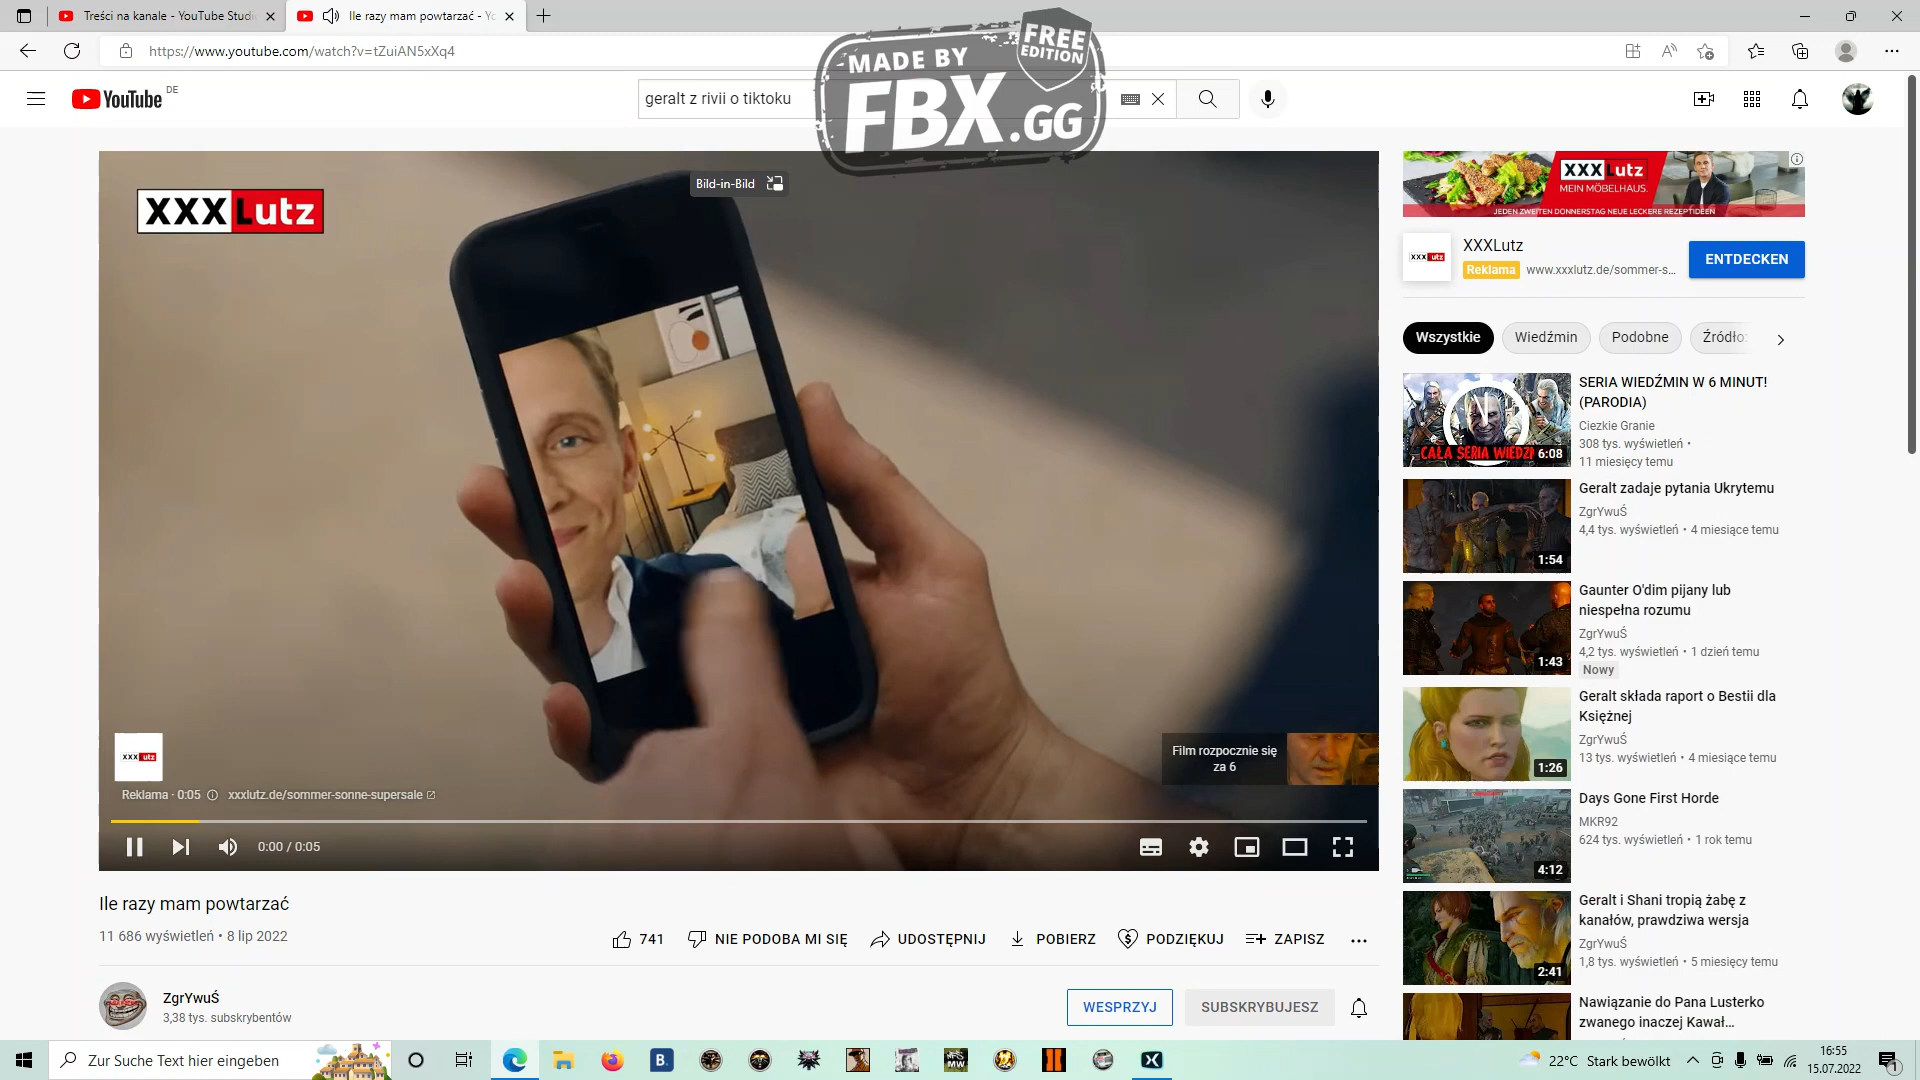 Treści na kanale - YouTube Studi
Ile razy mam powtarzać - Yo
https://www.youtube.com/watch?v=tZuiAN5xXq4
MADE BY
FBX.GG
FREE
EDITION
YouTube DE
geralt z rivii o tiktoku
XXXLutz
Bild-in-Bild
Film rozpocznie się
za 6
XXXLutz
Reklama · 0:05
xxxlutz.de/sommer-sonne-supersale
0:00 / 0:05
Ile razy mam powtarzać
11 686 wyświetleń • 8 lip 2022
741
NIE PODOBA MI SIĘ
UDOSTĘPNIJ
POBIERZ
PODZIĘKUJ
ZAPISZ
ZgrYwuŚ
3,38 tys. subskrybentów
WESPRZYJ
SUBSKRYBUJESZ
XXXLutz
MEIN MÖBELHAUS.
JEDEN ZWEITEN DONNERSTAG NEUE LECKERE REZEPTIDEEN
XXXLutz
XXXLutz
Reklama www.xxxlutz.de/sommer-s...
ENTDECKEN
Wszystkie
Wiedźmin
Podobne
Źródło:
CAŁA SERIA WIEDŹM
6:08
SERIA WIEDŹMIN W 6 MINUT!
(PARODIA)
Ciezkie Granie
308 tys. wyświetleń •
11 miesięcy temu
1:54
Geralt zadaje pytania Ukrytemu
ZgrYwuŚ
4,4 tys. wyświetleń • 4 miesiące temu
1:43
Gaunter O'dim pijany lub
niespełna rozumu
ZgrYwuŚ
4,2 tys. wyświetleń • 1 dzień temu
Nowy
1:26
Geralt składa raport o Bestii dla
Księżnej
ZgrYwuŚ
13 tys. wyświetleń • 4 miesiące temu
4:12
Days Gone First Horde
MKR92
624 tys. wyświetleń • 1 rok temu
2:41
Geralt i Shani tropią żabę z
kanałów, prawdziwa wersja
ZgrYwuŚ
1,8 tys. wyświetleń • 5 miesięcy temu
Nawiązanie do Pana Lusterko
zwanego inaczej Kawał...
Zur Suche Text hier eingeben
B.
MW
22°C Stark bewölkt
16:55
15.07.2022
1